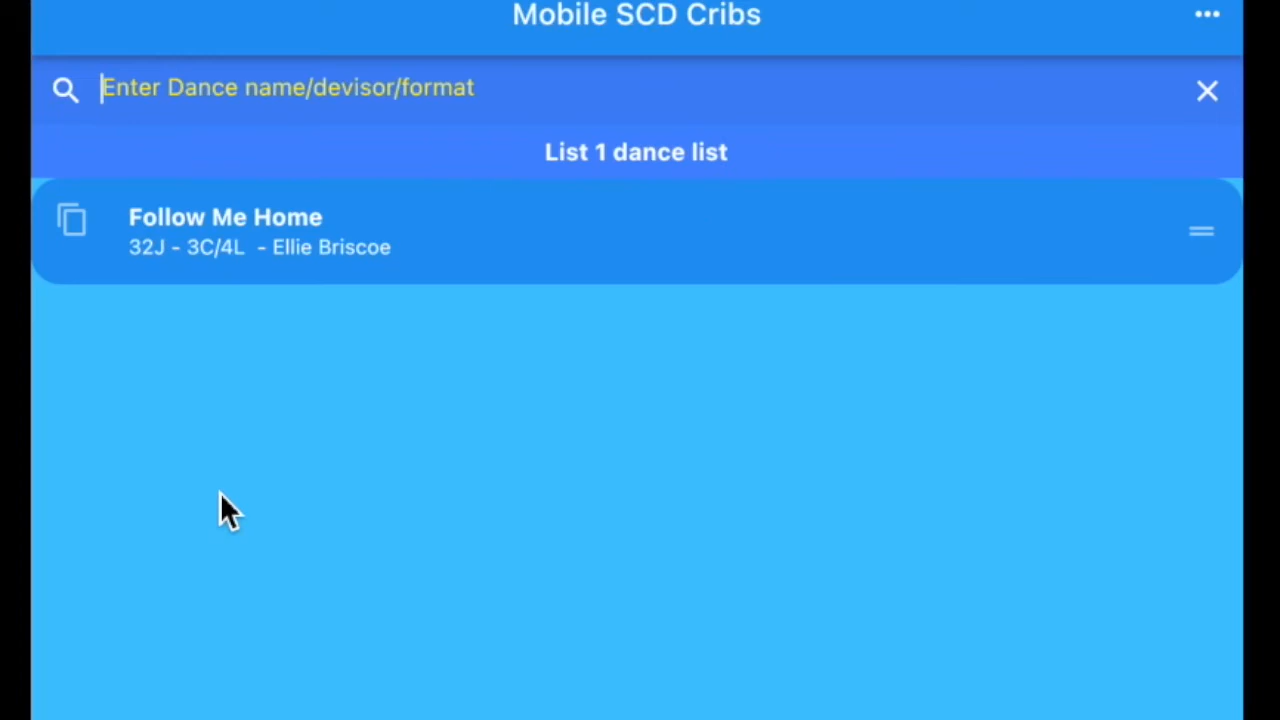 Mobile SCD Cribs
Enter Dance name/devisor/format
List 1 dance list
Follow Me Home
32J - 3C/4L - Ellie Briscoe